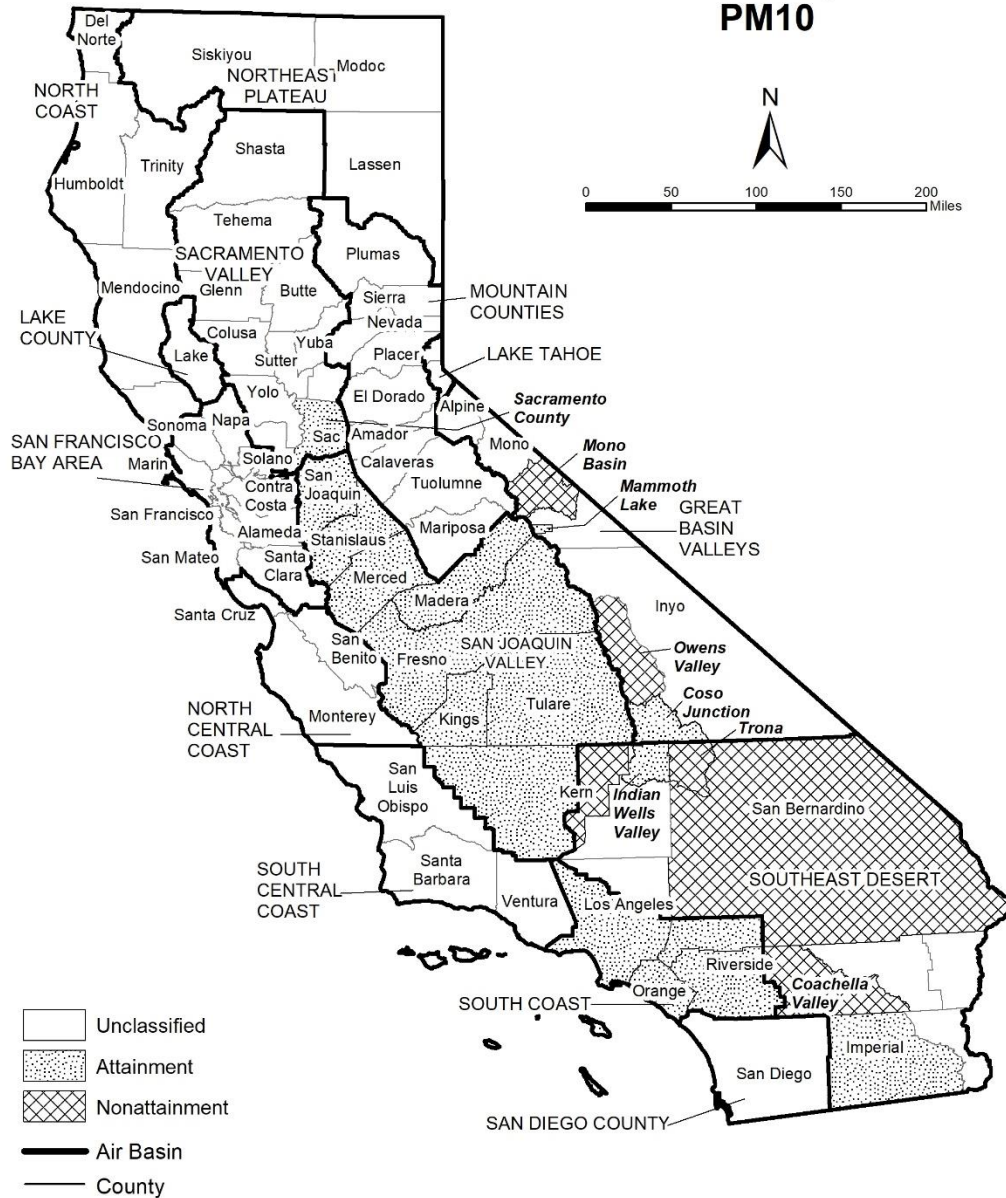 PM10
N
0 50 100 150 200
Miles
Del
Norte
Siskiyou
Modoc
NORTHEAST
PLATEAU
NORTH
COAST
Shasta
Lassen
Trinity
Humboldt
Tehema
Plumas
SACRAMENTO
VALLEY
Mendocino
Glenn
Butte
Sierra
MOUNTAIN
COUNTIES
Nevada
LAKE
COUNTY
Colusa
Yuba
Lake
Sutter
Placer
LAKE TAHOE
Yolo
El Dorado
Alpine
Sacramento
County
Sonoma
Napa
Sac
Amador
Mono
SAN FRANCISCO
BAY AREA
Marin
Solano
Calaveras
Mono
Basin
Contra
Costa
San
Joaquin
Tuolumne
Mammoth
Lake
GREAT
BASIN
VALLEYS
San Francisco
Alameda
Stanislaus
Mariposa
San Mateo
Santa
Clara
Merced
Madera
Inyo
Santa Cruz
San
Benito
Fresno
SAN JOAQUIN
VALLEY
Owens
Valley
Coso
Junction
Trona
NORTH
CENTRAL
COAST
Monterey
Kings
Tulare
San
Luis
Obispo
Kern
Indian
Wells
Valley
San Bernardino
SOUTH
CENTRAL
COAST
Santa
Barbara
Ventura
Los Angeles
SOUTHEAST DESERT
Riverside
Coachella
Valley
Orange
SOUTH COAST
Imperial
San Diego
SAN DIEGO COUNTY
Unclassified
Attainment
Nonattainment
Air Basin
County